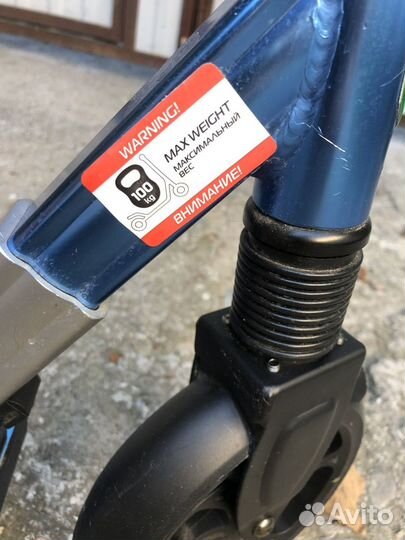 WARNING!
MAX WEIGHT
МАКСИМАЛЬНЫЙ
ВЕС
100
kg
ВНИМАНИЕ!
Avito